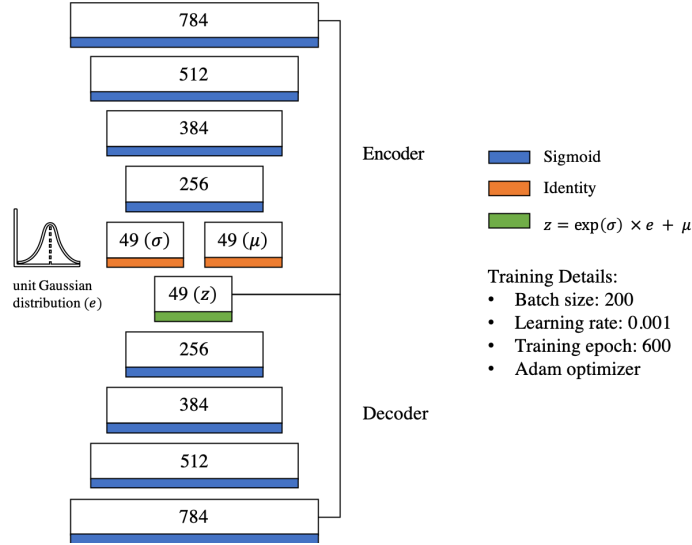 784
512
384
Encoder
256
49 (σ)
49 (μ)
unit Gaussian
distribution (e)
49 (z)
256
384
Decoder
512
784
Sigmoid
Identity
z = exp(σ) × e + μ
Training Details:
• Batch size: 200
• Learning rate: 0.001
• Training epoch: 600
• Adam optimizer